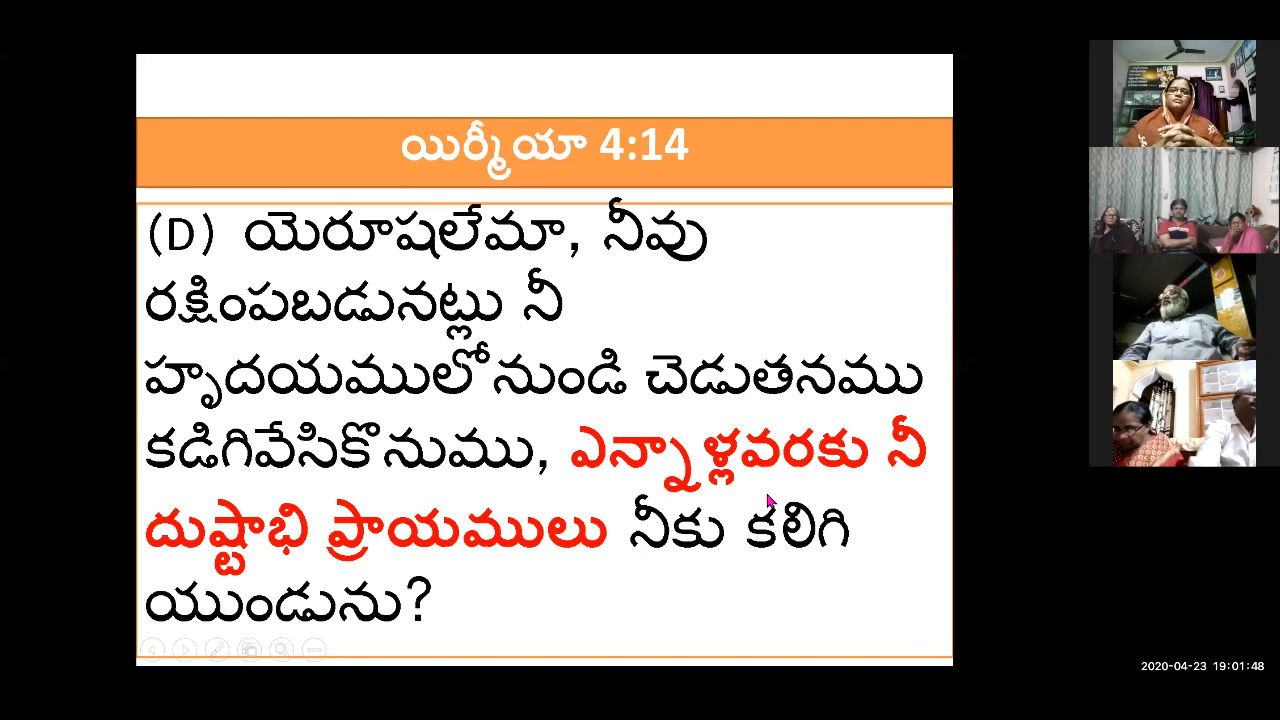 యిర్మీయా 4:14
(D) యెరూషలేమా, నీవు
రక్షింపబడునట్లు నీ
హృదయములోనుండి చెడుతనము
కడిగివేసికొనుము, ఎన్నాళ్లవరకు నీ
దుష్టాభి ప్రాయములు నీకు కలిగి
యుండును?
2020-04-23 19:01:48